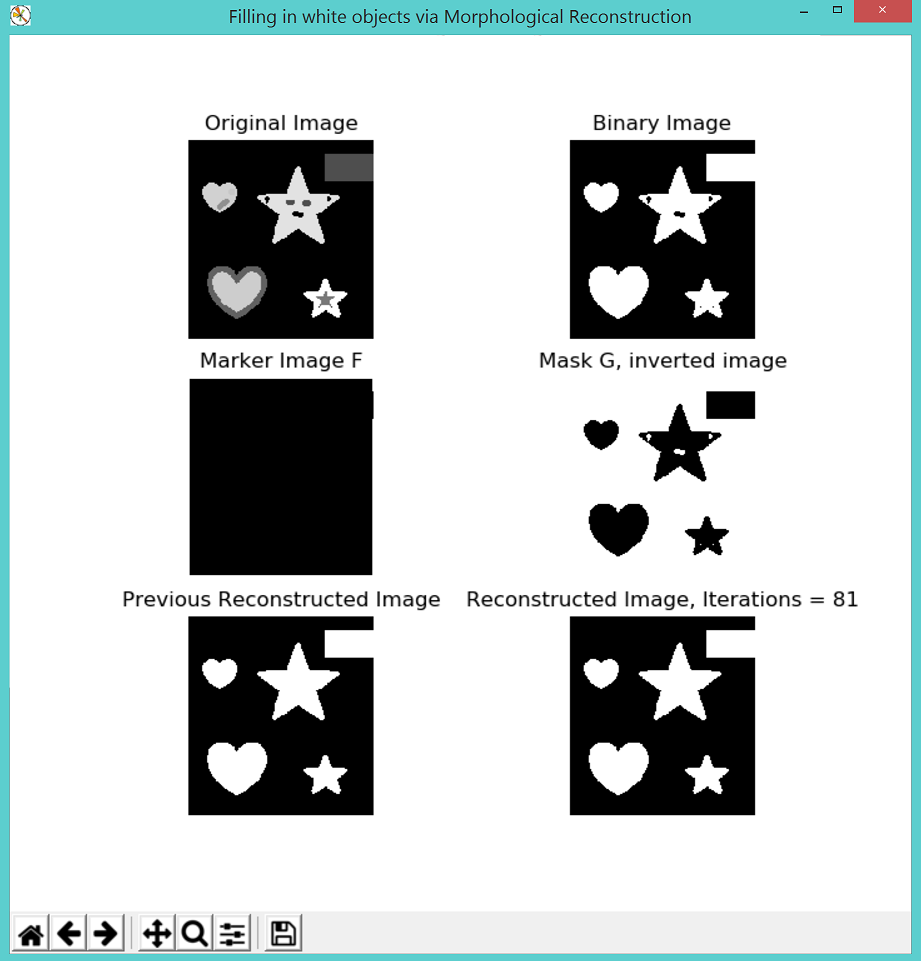 Filling in white objects via Morphological Reconstruction
Original Image
Binary Image
Marker Image F
Mask G, inverted image
Previous Reconstructed Image
Reconstructed Image, Iterations = 81